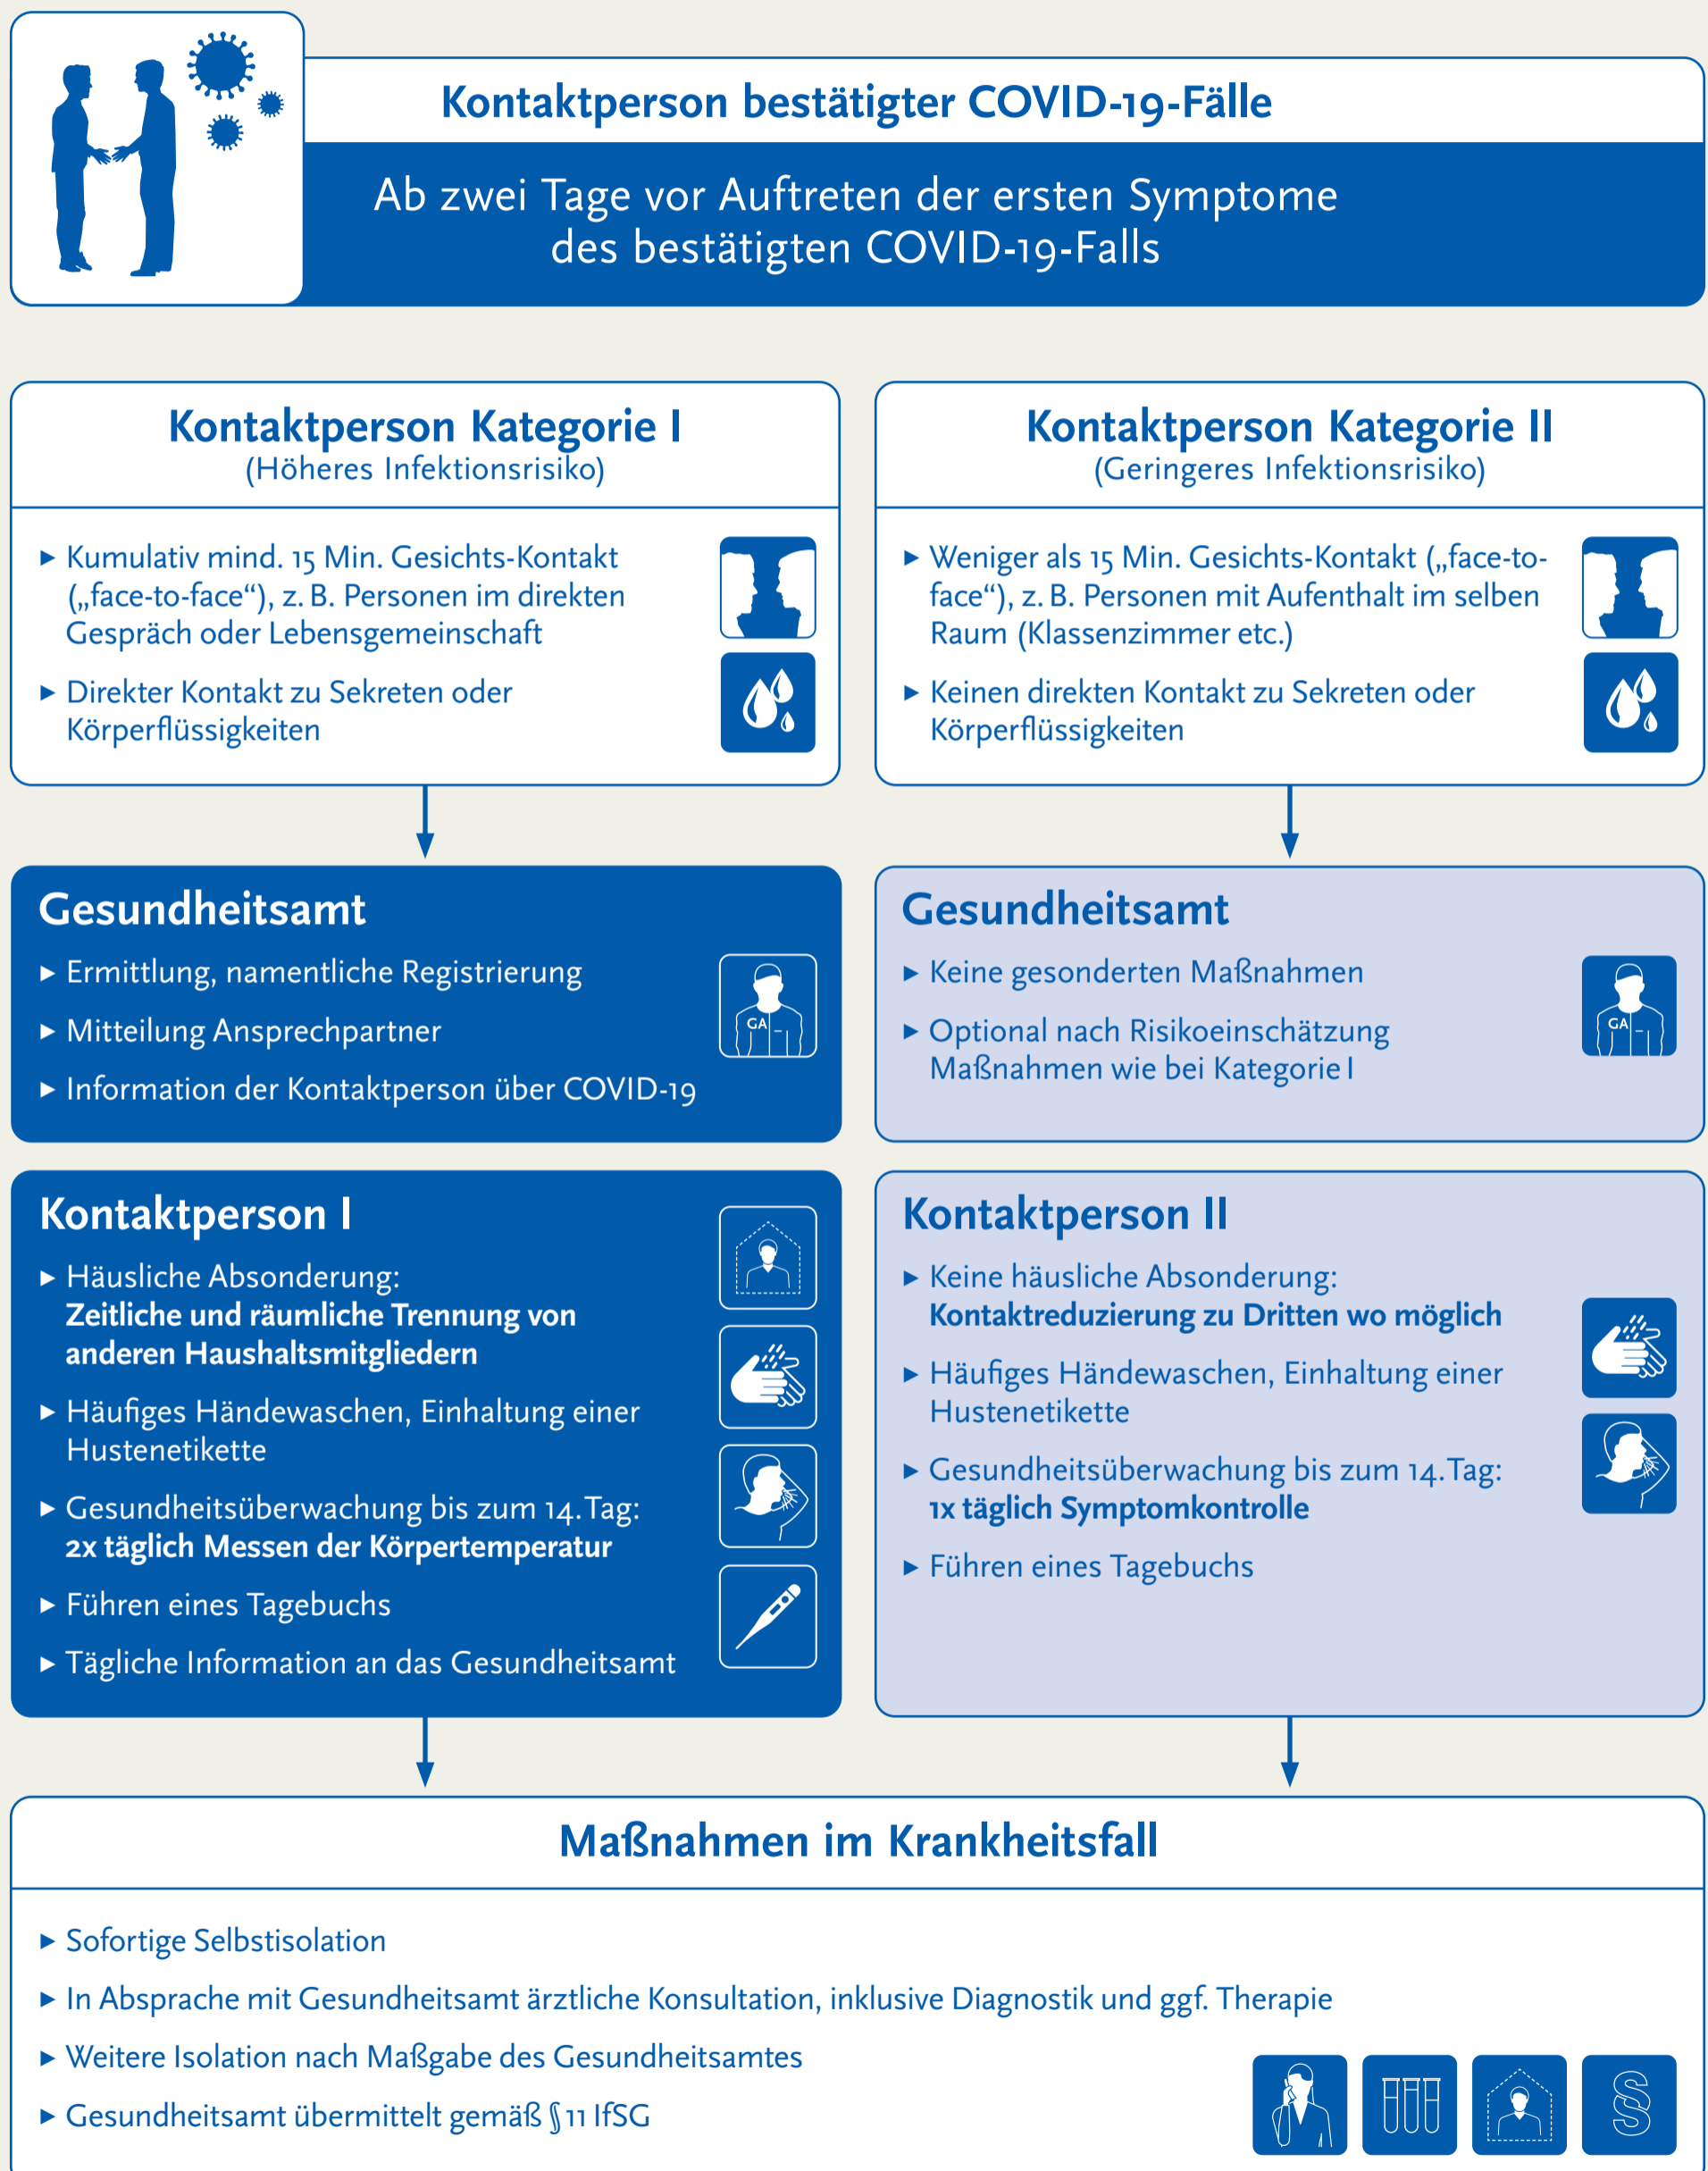 Kontaktperson bestätigter COVID-19-Fälle
Ab zwei Tage vor Auftreten der ersten Symptome
des bestätigten COVID-19-Falls
Kontaktperson Kategorie I
(Höheres Infektionsrisiko)
► Kumulativ mind. 15 Min. Gesichts-Kontakt
(„face-to-face“), z. B. Personen im direkten
Gespräch oder Lebensgemeinschaft
► Direkter Kontakt zu Sekreten oder
Körperflüssigkeiten
Kontaktperson Kategorie II
(Geringeres Infektionsrisiko)
► Weniger als 15 Min. Gesichts-Kontakt („face-to-
face“), z. B. Personen mit Aufenthalt im selben
Raum (Klassenzimmer etc.)
► Keinen direkten Kontakt zu Sekreten oder
Körperflüssigkeiten
Gesundheitsamt
► Ermittlung, namentliche Registrierung
► Mitteilung Ansprechpartner
► Information der Kontaktperson über COVID-19
GA
Gesundheitsamt
► Keine gesonderten Maßnahmen
► Optional nach Risikoeinschätzung
Maßnahmen wie bei Kategorie I
GA
Kontaktperson I
► Häusliche Absonderung:
Zeitliche und räumliche Trennung von
anderen Haushaltsmitgliedern
► Häufiges Händewaschen, Einhaltung einer
Hustenetikette
► Gesundheitsüberwachung bis zum 14. Tag:
2x täglich Messen der Körpertemperatur
► Führen eines Tagebuchs
► Tägliche Information an das Gesundheitsamt
Kontaktperson II
► Keine häusliche Absonderung:
Kontaktreduzierung zu Dritten wo möglich
► Häufiges Händewaschen, Einhaltung einer
Hustenetikette
► Gesundheitsüberwachung bis zum 14. Tag:
1x täglich Symptomkontrolle
► Führen eines Tagebuchs
Maßnahmen im Krankheitsfall
► Sofortige Selbstisolation
► In Absprache mit Gesundheitsamt ärztliche Konsultation, inklusive Diagnostik und ggf. Therapie
► Weitere Isolation nach Maßgabe des Gesundheitsamtes
► Gesundheitsamt übermittelt gemäß § 11 IfSG
§